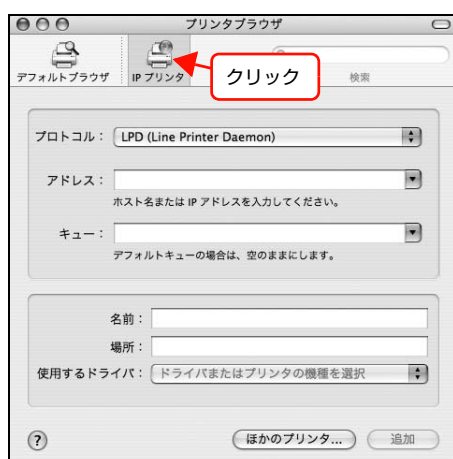 プリンタブラウザ
デフォルトブラウザ IP プリンタ 検索
クリック
プロトコル： LPD (Line Printer Daemon)
アドレス：
ホスト名または IP アドレスを入力してください。
キュー：
デフォルトキューの場合は、空のままにします。
名前：
場所：
使用するドライバ： ドライバまたはプリンタの機種を選択
? ほかのプリンタ... 追加